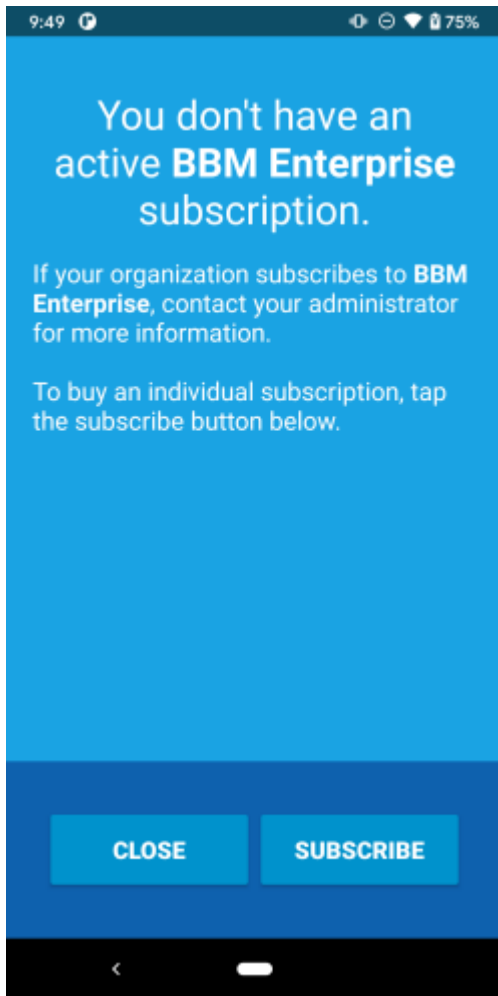 9:49 75%
You don't have an
active BBM Enterprise
subscription.
If your organization subscribes to BBM
Enterprise, contact your administrator
for more information.
To buy an individual subscription, tap
the subscribe button below.
CLOSE SUBSCRIBE